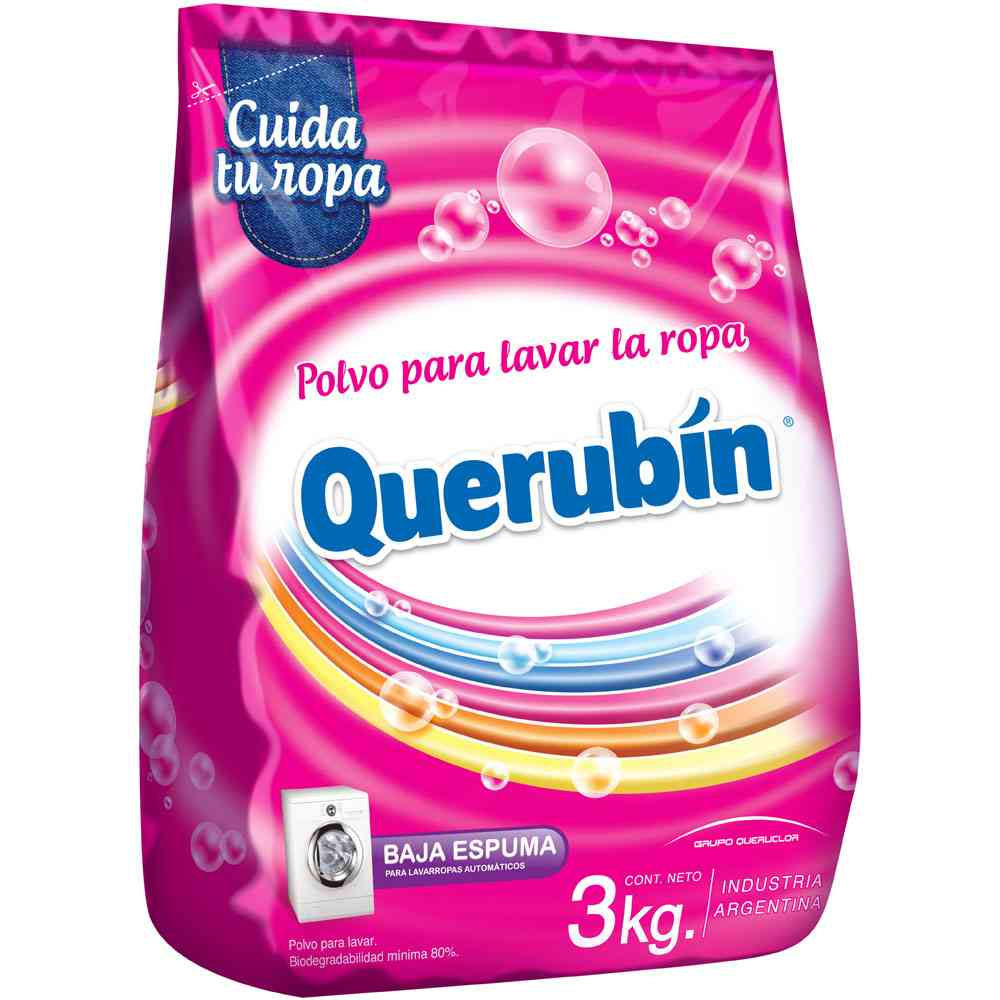 Cuida
tu ropa
Polvo para lavar la ropa
Querubín®
BAJA ESPUMA
PARA LAVARROPAS AUTOMÁTICOS
GRUPO QUERUCLOR
CONT. NETO
3kg.
INDUSTRIA
ARGENTINA
Polvo para lavar.
Biodegradabilidad mínima 80%.